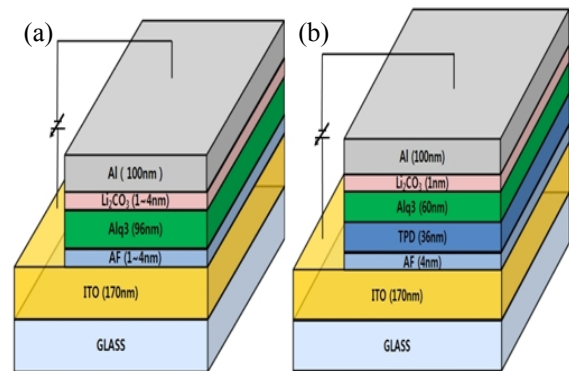 (a)
Al ( 100nm )
Li₂CO₃ (1~4nm)
Alq3 (96nm)
AF (1~4nm)
ITO (170nm)
GLASS
(b)
Al (100nm)
Li₂CO₃ (1nm)
Alq3 (60nm)
TPD (36nm)
AF (4nm)
ITO (170nm)
GLASS